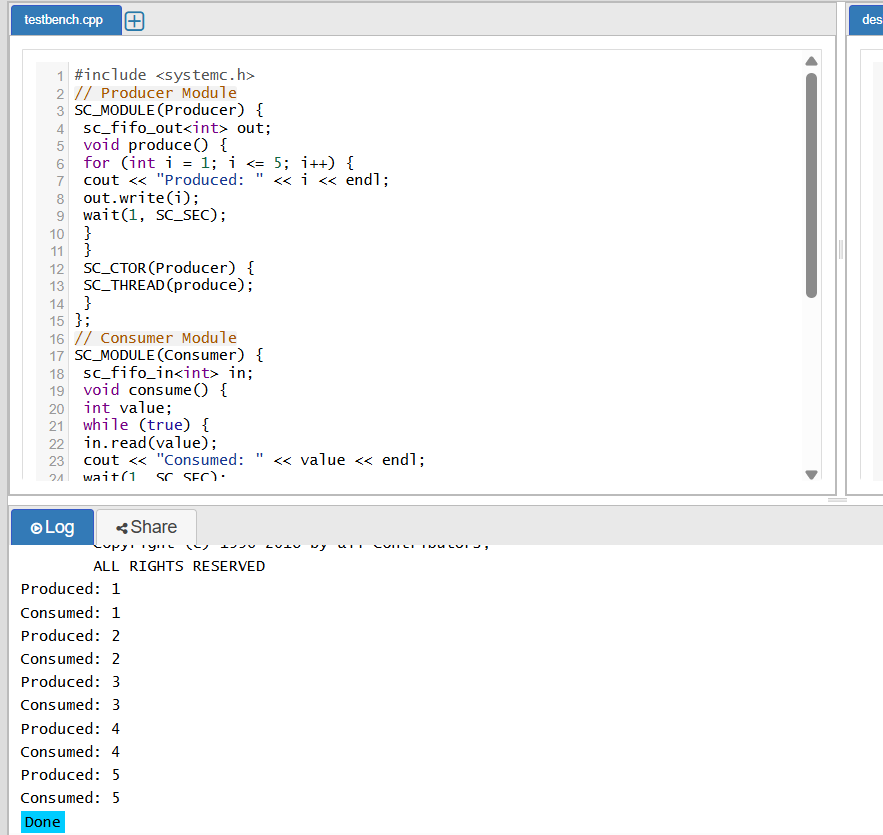 testbench.cpp
des
1 #include <systemc.h>
2 // Producer Module
3 SC_MODULE(Producer) {
4 sc_fifo_out<int> out;
5 void produce() {
6 for (int i = 1; i <= 5; i++) {
7 cout << "Produced: " << i << endl;
8 out.write(i);
9 wait(1, SC_SEC);
10 }
11 }
12 SC_CTOR(Producer) {
13 SC_THREAD(produce);
14 }
15 };
16 // Consumer Module
17 SC_MODULE(Consumer) {
18 sc_fifo_in<int> in;
19 void consume() {
20 int value;
21 while (true) {
22 in.read(value);
23 cout << "Consumed: " << value << endl;
24 wait(1, SC_SEC);
Log
Share
Copyright (c) 1996-2018 by all Contributors,
ALL RIGHTS RESERVED
Produced: 1
Consumed: 1
Produced: 2
Consumed: 2
Produced: 3
Consumed: 3
Produced: 4
Consumed: 4
Produced: 5
Consumed: 5
Done